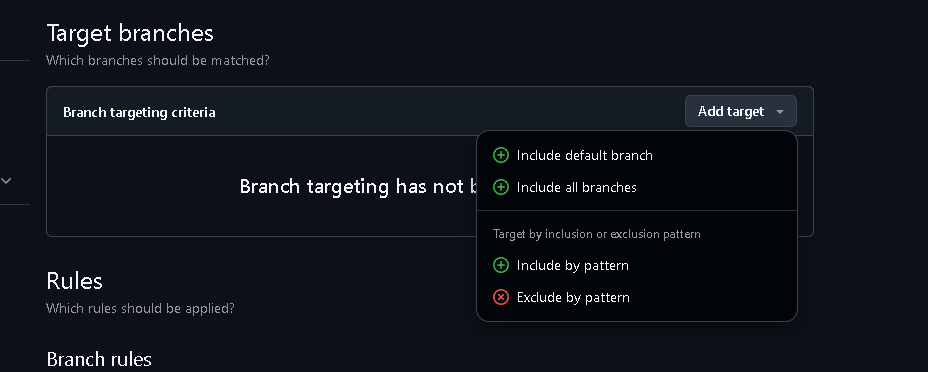 Target branches
Which branches should be matched?
Branch targeting criteria
Add target
Branch targeting has not
Include default branch
Include all branches
Target by inclusion or exclusion pattern
Include by pattern
Exclude by pattern
Rules
Which rules should be applied?
Branch rules